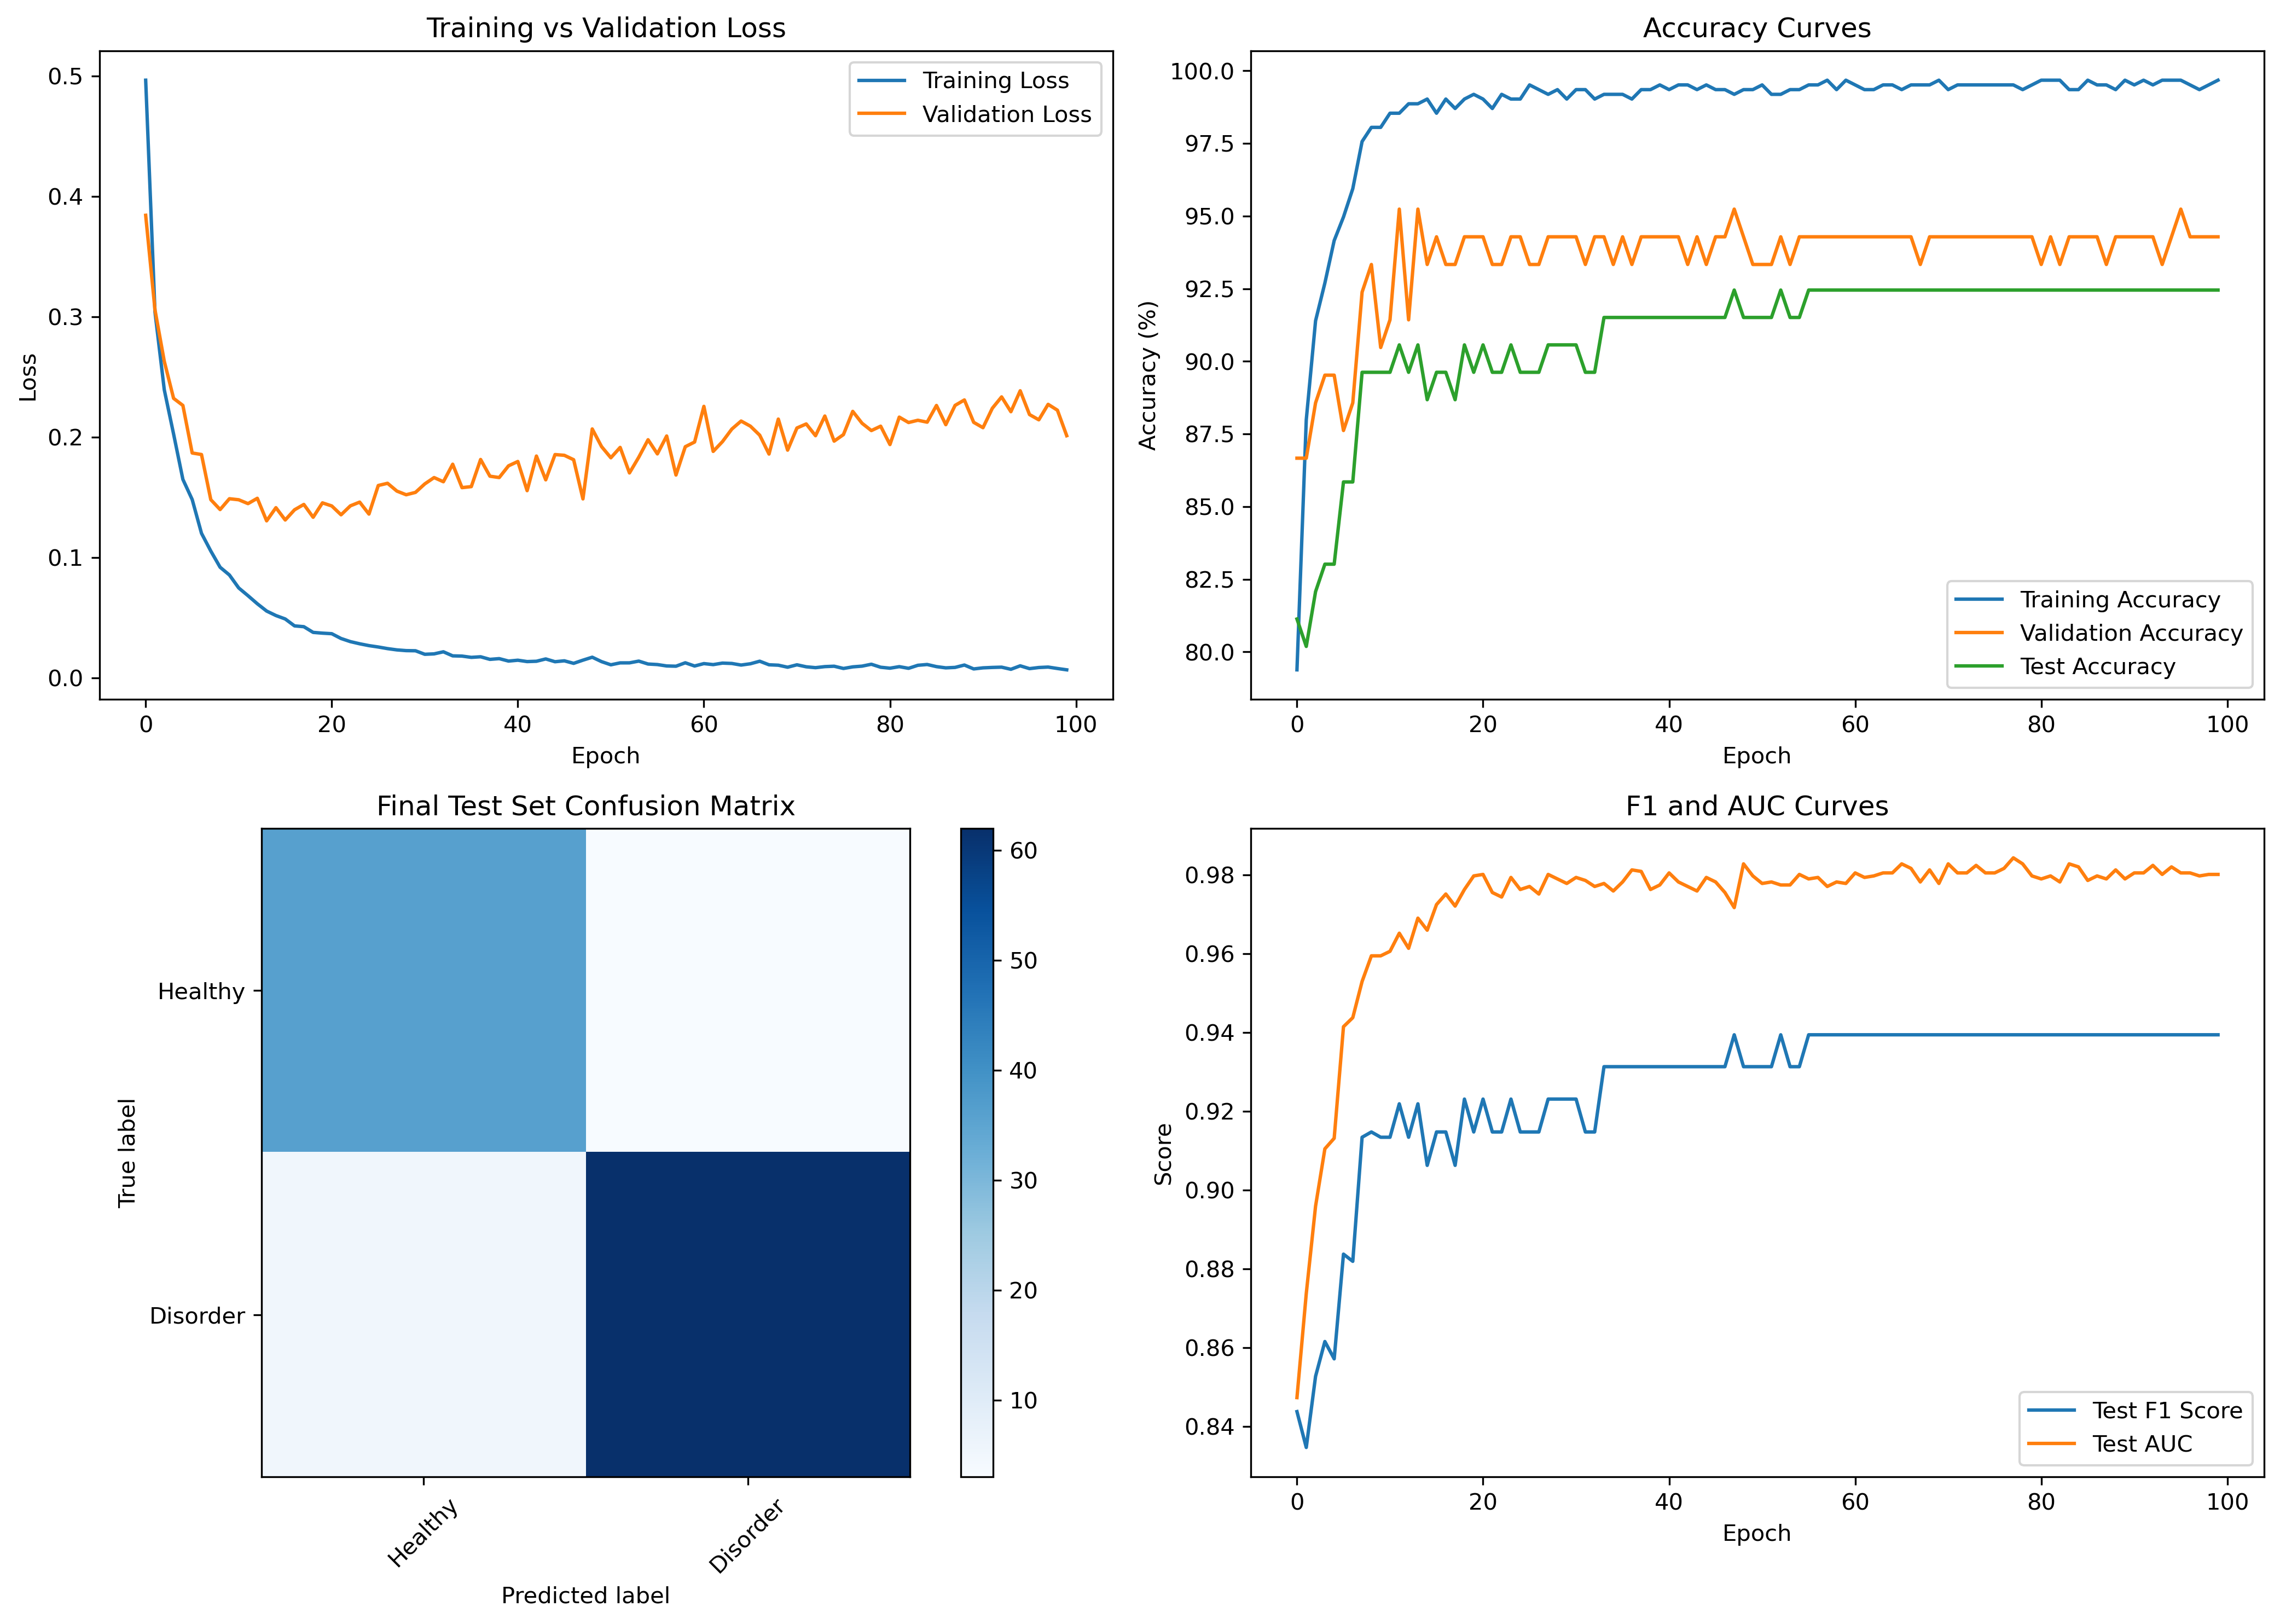 Training vs Validation Loss
Training Loss
Validation Loss
0.5
0.4
0.3
0.2
0.1
0.0
Loss
0 20 40 60 80 100
Epoch
Accuracy Curves
100.0
97.5
95.0
92.5
90.0
87.5
85.0
82.5
80.0
Accuracy (%)
Training Accuracy
Validation Accuracy
Test Accuracy
0 20 40 60 80 100
Epoch
Final Test Set Confusion Matrix
True label
Healthy
Disorder
Healthy
Disorder
Predicted label
60
50
40
30
20
10
F1 and AUC Curves
0.98
0.96
0.94
0.92
0.90
0.88
0.86
0.84
Score
Test F1 Score
Test AUC
0 20 40 60 80 100
Epoch